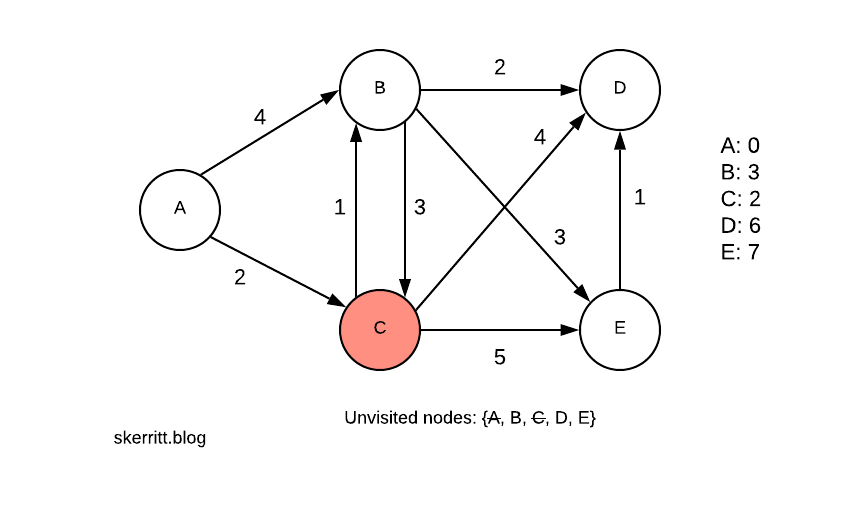 2
B
D
4
4
A: 0
B: 3
C: 2
D: 6
E: 7
A
1
3
1
3
2
C
E
5
Unvisited nodes: {A, B, C, D, E}
skerritt.blog